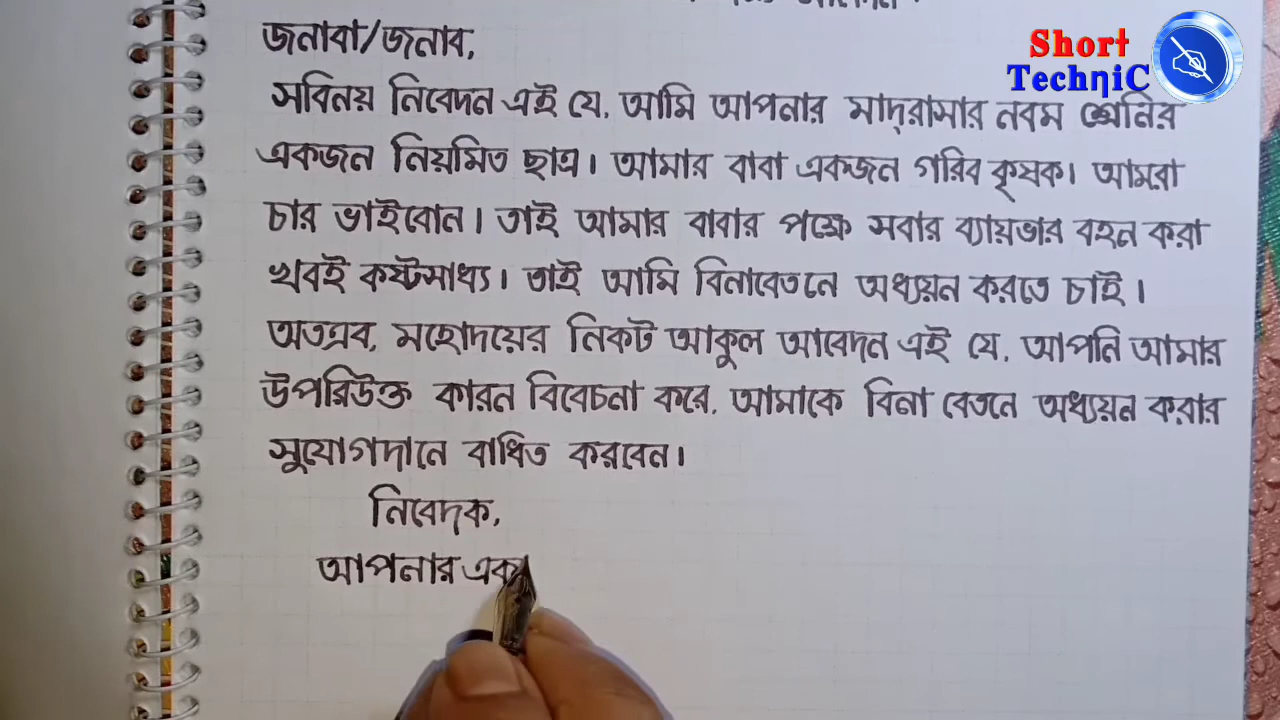 Short
TechniC
জনাবা/জনাব,
সবিনয় নিবেদন এই যে, আমি আপনার মাদ্‌রাসার নবম শ্রেনির
একজন নিয়মিত ছাত্র। আমার বাবা একজন গরিব কৃষক। আমরা
চার ভাইবোন। তাই আমার বাবার পক্ষে সবার ব্যায়ভার বহন করা
খবই কষ্টসাধ্য। তাই আমি বিনাবেতনে অধ্যয়ন করতে চাই।
অতএব, মহোদয়ের নিকট আকুল আবেদন এই যে, আপনি আমার
উপরিউক্ত কারন বিবেচনা করে, আমাকে বিনা বেতনে অধ্যয়ন করার
সুযোগদানে বাধিত করবেন।
নিবেদক,
আপনার এক